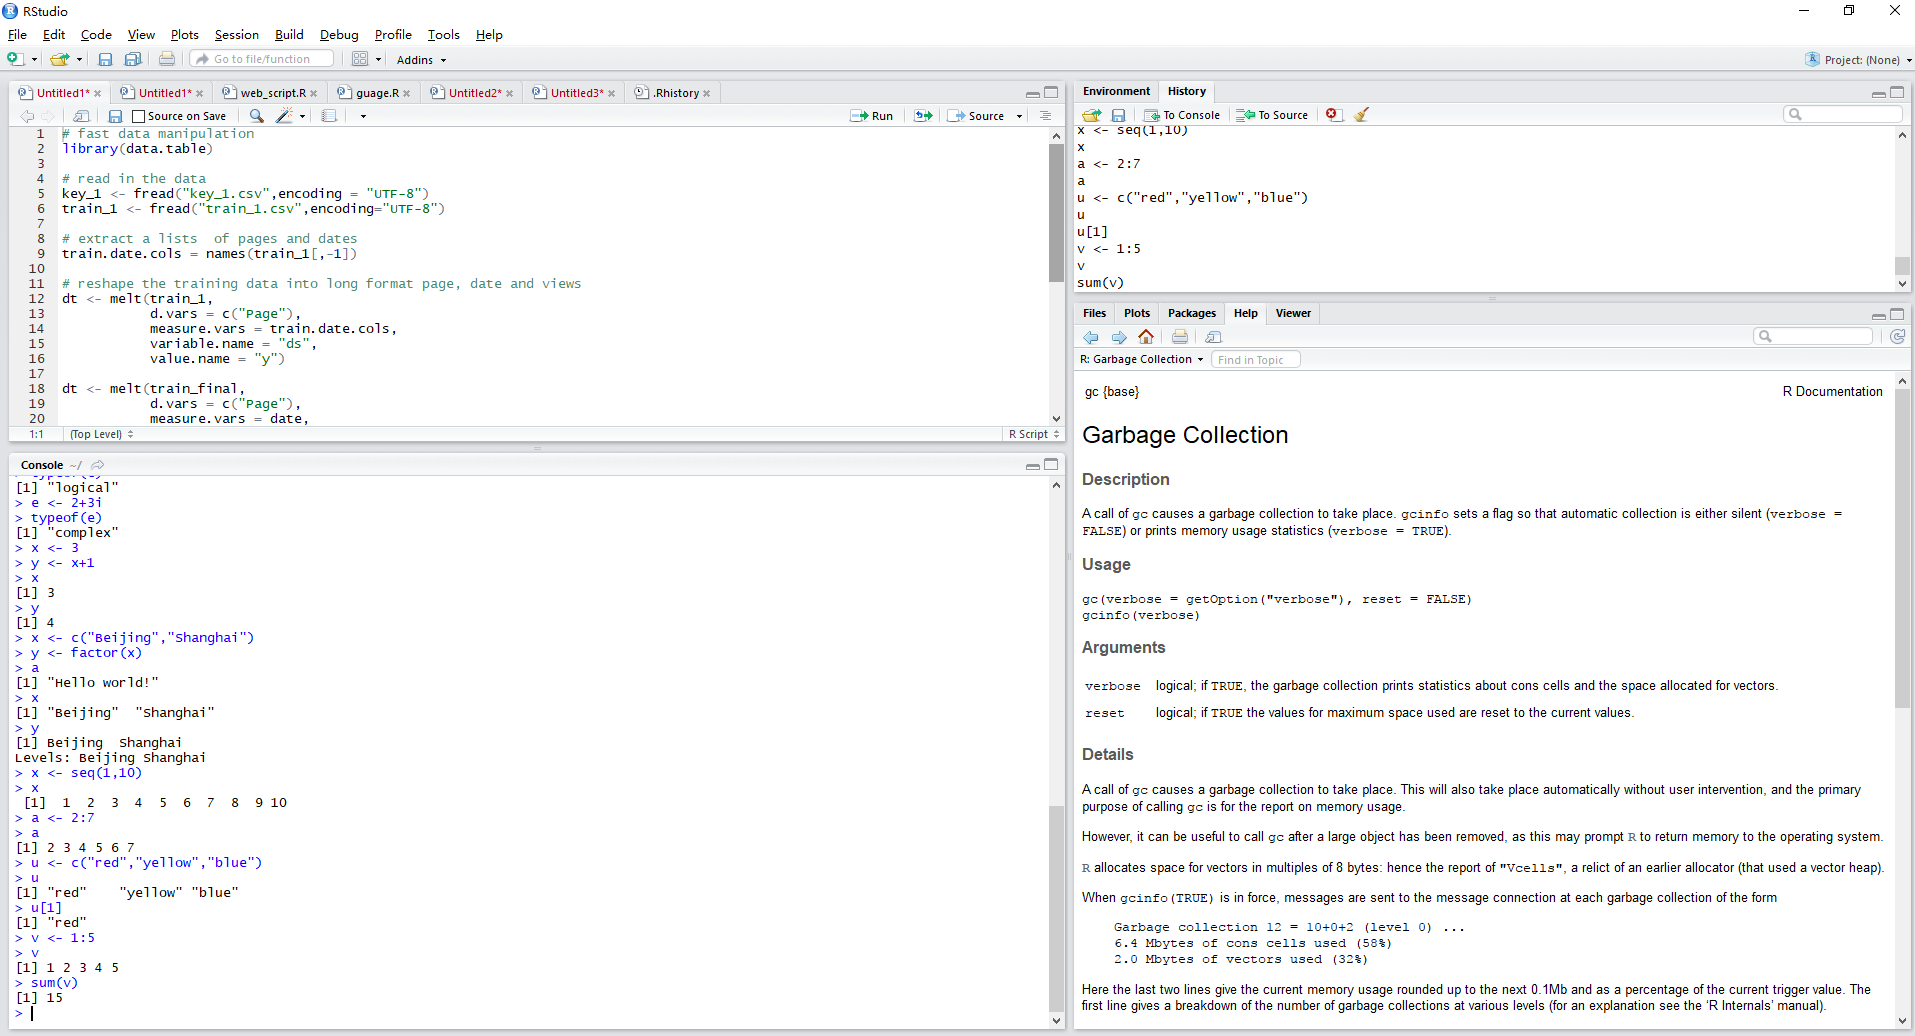 RStudio
File Edit Code View Plots Session Build Debug Profile Tools Help
Go to file/function Addins Project: (None)
Untitled1* Untitled1* web_script.R guage.R Untitled2* Untitled3* .Rhistory
Source on Save Run Source
1 # fast data manipulation
2 library(data.table)
3
4 # read in the data
5 key_1 <- fread("key_1.csv",encoding = "UTF-8")
6 train_1 <- fread("train_1.csv",encoding="UTF-8")
7
8 # extract a lists  of pages and dates
9 train.date.cols = names(train_1[,-1])
10
11 # reshape the training data into long format page, date and views
12 dt <- melt(train_1,
13            d.vars = c("Page"),
14            measure.vars = train.date.cols,
15            variable.name = "ds",
16            value.name = "y")
17
18 dt <- melt(train_final,
19            d.vars = c("Page"),
20            measure.vars = date,
1:1 (Top Level) R Script
Console ~/
[1] "logical"
> e <- 2+3i
> typeof(e)
[1] "complex"
> x <- 3
> y <- x+1
> x
[1] 3
> y
[1] 4
> x <- c("Beijing","Shanghai")
> y <- factor(x)
> a
[1] "Hello world!"
> x
[1] "Beijing"  "Shanghai"
> y
[1] Beijing  Shanghai
Levels: Beijing Shanghai
> x <- seq(1,10)
> x
 [1]  1  2  3  4  5  6  7  8  9 10
> a <- 2:7
> a
[1] 2 3 4 5 6 7
> u <- c("red","yellow","blue")
> u
[1] "red"    "yellow" "blue"
> u[1]
[1] "red"
> v <- 1:5
> v
[1] 1 2 3 4 5
> sum(v)
[1] 15
>
Environment History
To Console To Source
x <- seq(1,10)
x
a <- 2:7
a
u <- c("red","yellow","blue")
u
u[1]
v <- 1:5
v
sum(v)
Files Plots Packages Help Viewer
R: Garbage Collection Find in Topic
gc {base} R Documentation
Garbage Collection
Description
A call of gc causes a garbage collection to take place. gcinfo sets a flag so that automatic collection is either silent (verbose =
FALSE) or prints memory usage statistics (verbose = TRUE).
Usage
gc(verbose = getOption("verbose"), reset = FALSE)
gcinfo(verbose)
Arguments
verbose logical; if TRUE, the garbage collection prints statistics about cons cells and the space allocated for vectors.
reset logical; if TRUE the values for maximum space used are reset to the current values.
Details
A call of gc causes a garbage collection to take place. This will also take place automatically without user intervention, and the primary
purpose of calling gc is for the report on memory usage.
However, it can be useful to call gc after a large object has been removed, as this may prompt R to return memory to the operating system.
R allocates space for vectors in multiples of 8 bytes: hence the report of "Vcells", a relict of an earlier allocator (that used a vector heap).
When gcinfo(TRUE) is in force, messages are sent to the message connection at each garbage collection of the form
Garbage collection 12 = 10+0+2 (level 0) ...
6.4 Mbytes of cons cells used (58%)
2.0 Mbytes of vectors used (32%)
Here the last two lines give the current memory usage rounded up to the next 0.1Mb and as a percentage of the current trigger value. The
first line gives a breakdown of the number of garbage collections at various levels (for an explanation see the ‘R Internals’ manual).